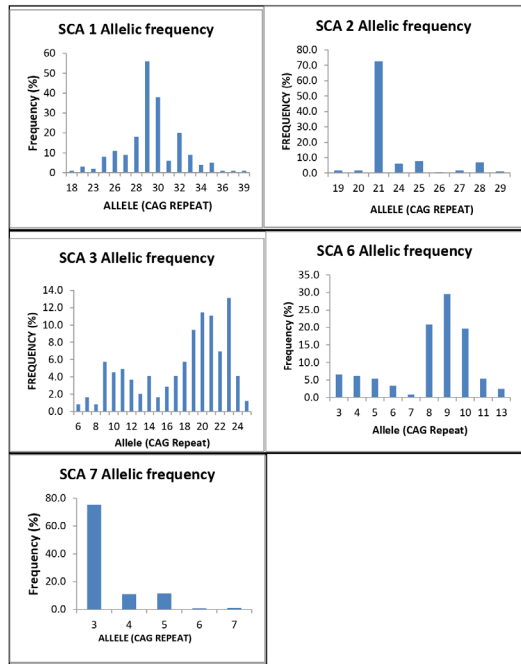 SCA 1 Allelic frequency
Frequency (%)
60
50
40
30
20
10
0
18 23 26 28 30 32 34 36 39
ALLELE (CAG REPEAT)
SCA 2 Allelic frequency
FREQUENCY (%)
80.0
70.0
60.0
50.0
40.0
30.0
20.0
10.0
0.0
19 20 21 24 25 26 27 28 29
ALLELE (CAG REPEAT)
SCA 3 Allelic frequency
FREQUENCY (%)
14.0
12.0
10.0
8.0
6.0
4.0
2.0
0.0
6 8 10 12 14 16 18 20 22 24
Allele (CAG Repeat)
SCA 6 Allelic frequency
Frequency (%)
35.0
30.0
25.0
20.0
15.0
10.0
5.0
0.0
3 4 5 6 7 8 9 10 11 13
Allele (CAG Repeat)
SCA 7 Allelic frequency
Frequency (%)
80.0
60.0
40.0
20.0
0.0
3 4 5 6 7
ALLELE (CAG REPEAT)